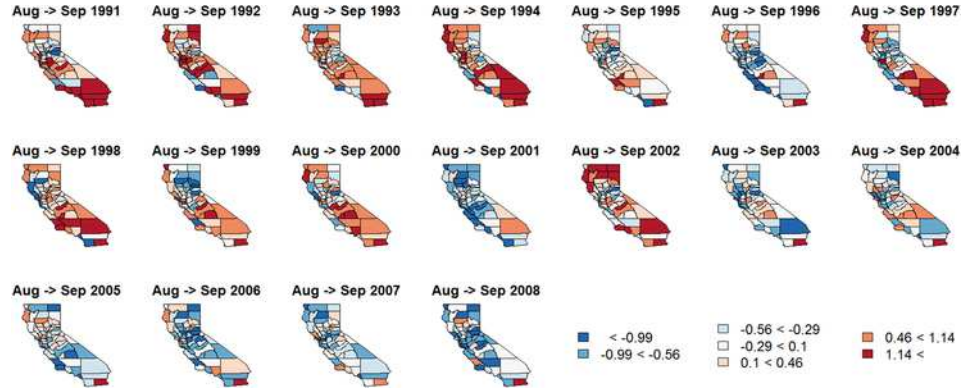 Aug -> Sep 1991
Aug -> Sep 1992
Aug -> Sep 1993
Aug -> Sep 1994
Aug -> Sep 1995
Aug -> Sep 1996
Aug -> Sep 1997
Aug -> Sep 1998
Aug -> Sep 1999
Aug -> Sep 2000
Aug -> Sep 2001
Aug -> Sep 2002
Aug -> Sep 2003
Aug -> Sep 2004
Aug -> Sep 2005
Aug -> Sep 2006
Aug -> Sep 2007
Aug -> Sep 2008
< -0.99
-0.99 < -0.56
-0.56 < -0.29
-0.29 < 0.1
0.1 < 0.46
0.46 < 1.14
1.14 <